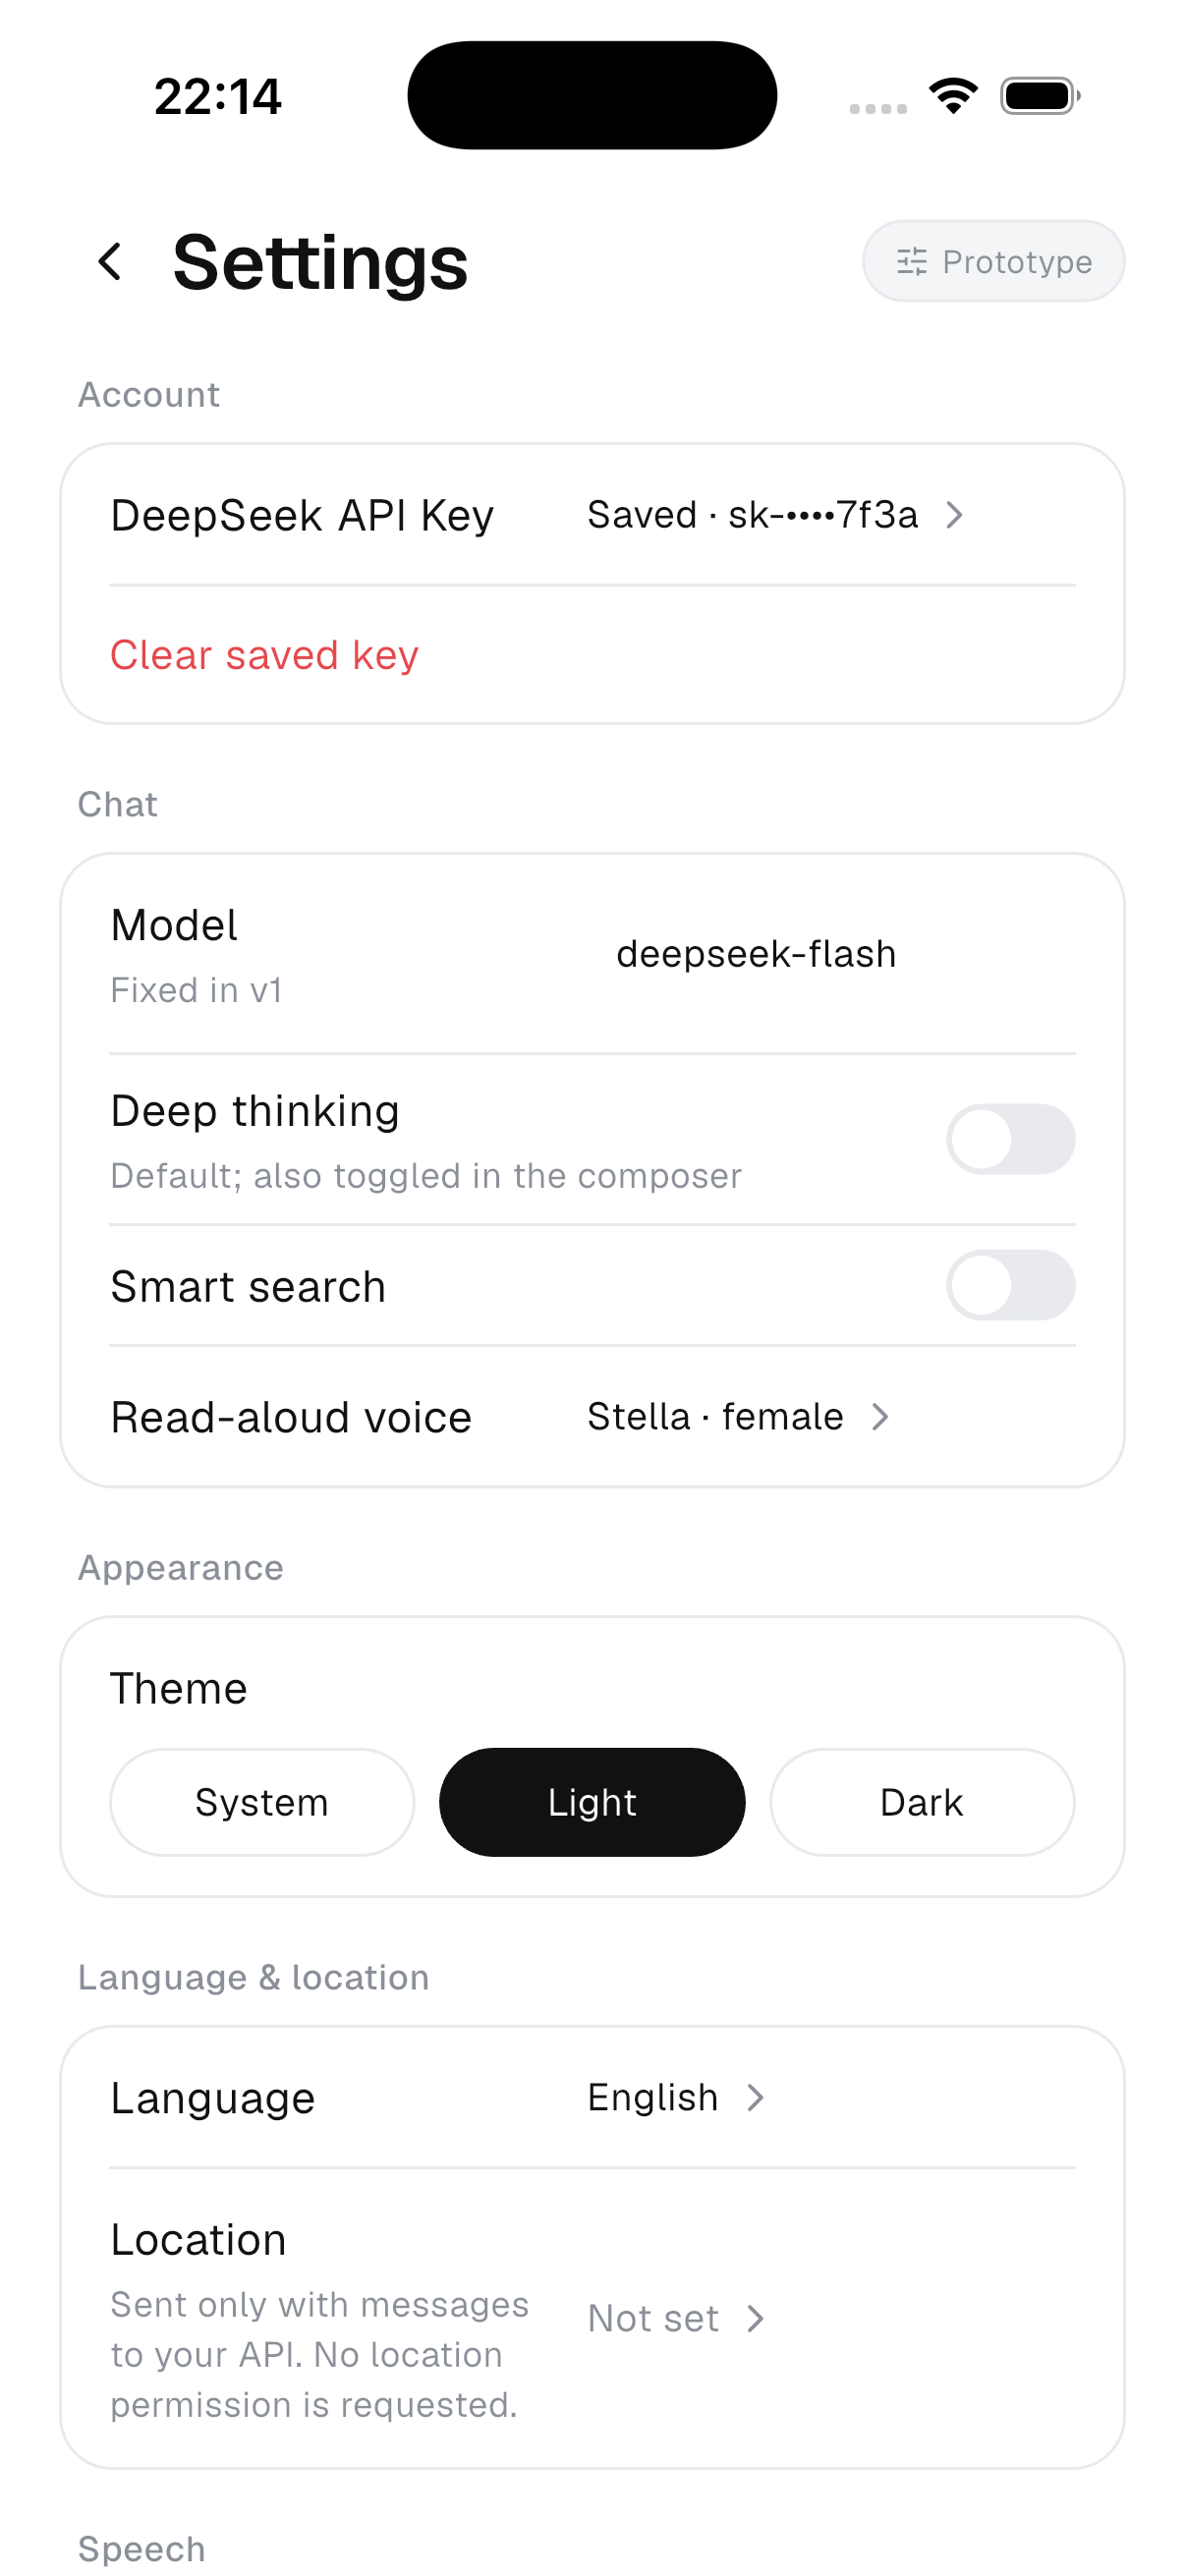 22:14
Settings
Prototype
Account
DeepSeek API Key
Saved · sk-••••7f3a
Clear saved key
Chat
Model
Fixed in v1
deepseek-flash
Deep thinking
Default; also toggled in the composer
Smart search
Read-aloud voice
Stella · female
Appearance
Theme
System
Light
Dark
Language & location
Language
English
Location
Sent only with messages
to your API. No location
permission is requested.
Not set
Speech